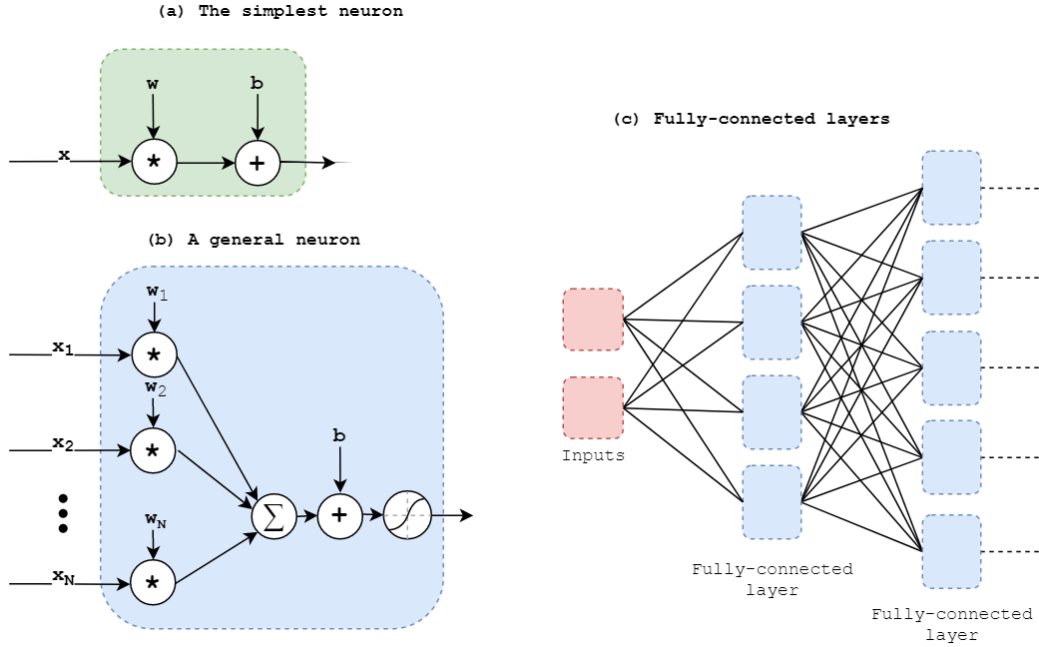 (a) The simplest neuron
w b
x * +
(b) A general neuron
w1
x1 *
w2
x2 *
b
∑ +
wN
xN *
(c) Fully-connected layers
Inputs
Fully-connected
layer
Fully-connected
layer